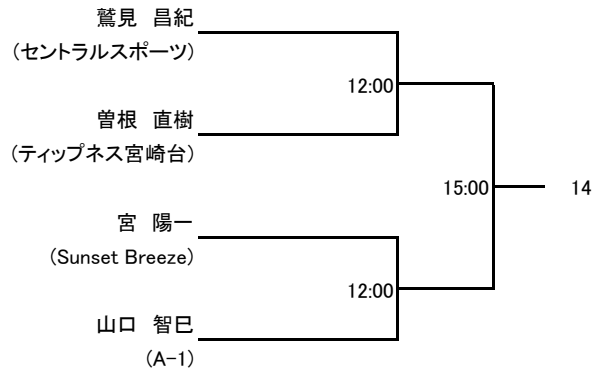 鷲見　昌紀
(セントラルスポーツ)
12:00
曽根　直樹
(ティップネス宮崎台)
15:00
14
宮　陽一
(Sunset Breeze)
12:00
山口　智巳
(A-1)